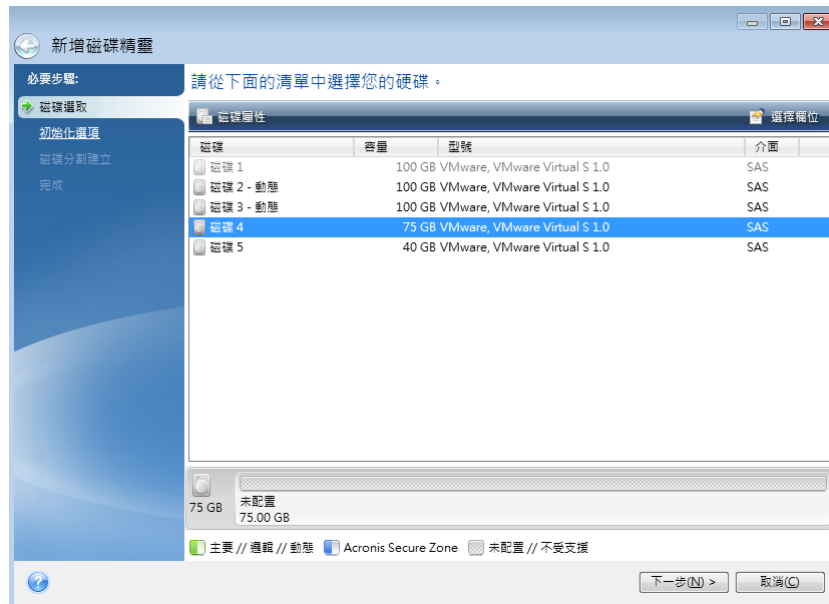 新增磁碟精靈
必要步驟:
磁碟選取
初始化選項
磁碟分割建立
完成
請從下面的清單中選擇您的硬碟。
磁碟屬性 選擇欄位
磁碟 容量 型號 介面
磁碟 1 100 GB VMware, VMware Virtual S 1.0 SAS
磁碟 2 - 動態 100 GB VMware, VMware Virtual S 1.0 SAS
磁碟 3 - 動態 100 GB VMware, VMware Virtual S 1.0 SAS
磁碟 4 75 GB VMware, VMware Virtual S 1.0 SAS
磁碟 5 40 GB VMware, VMware Virtual S 1.0 SAS
75 GB
未配置
75.00 GB
主要 // 邏輯 // 動態 Acronis Secure Zone 未配置 // 不受支援
下一步(N) > 取消(C)